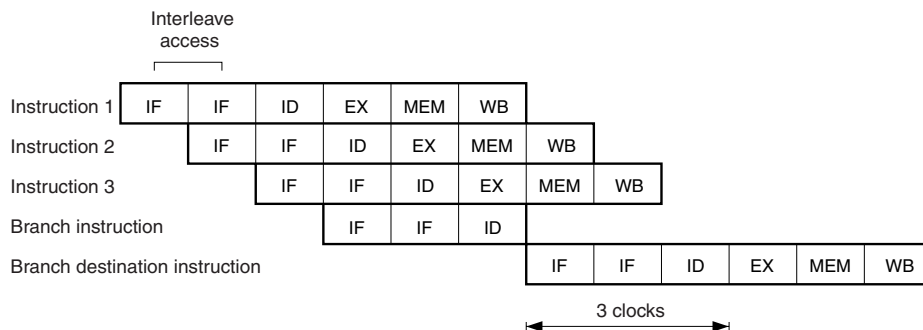 Interleave
access
Instruction 1 IF IF ID EX MEM WB
Instruction 2 IF IF ID EX MEM WB
Instruction 3 IF IF ID EX MEM WB
Branch instruction IF IF ID
Branch destination instruction IF IF ID EX MEM WB
3 clocks